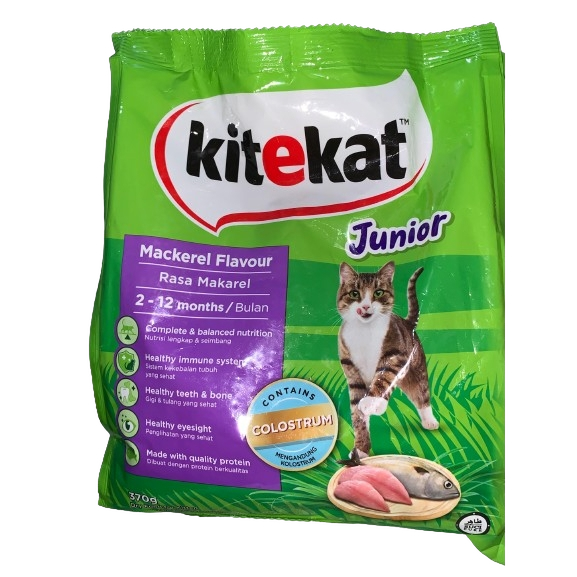 kitekat™
Junior
Mackerel Flavour
Rasa Makarel
2 - 12 months / Bulan
Complete & balanced nutrition
Nutrisi lengkap & seimbang
Healthy immune system
Sistem kekebalan tubuh
yang sehat
Healthy teeth & bone
Gigi & tulang yang sehat
Healthy eyesight
Penglihatan yang sehat
Made with quality protein
Dibuat dengan protein berkualitas
CONTAINS
COLOSTRUM
MENGANDUNG
KOLOSTRUM
370g